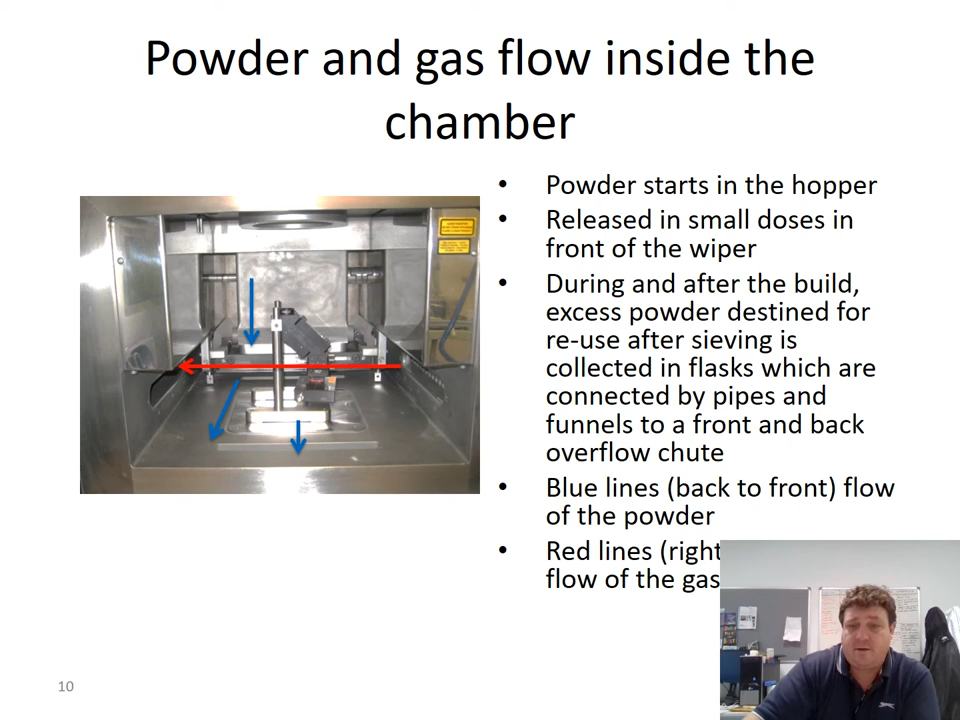 Powder and gas flow inside the
chamber
• Powder starts in the hopper
• Released in small doses in
front of the wiper
• During and after the build,
excess powder destined for
re-use after sieving is
collected in flasks which are
connected by pipes and
funnels to a front and back
overflow chute
• Blue lines (back to front) flow
of the powder
• Red lines (right
flow of the gas
10